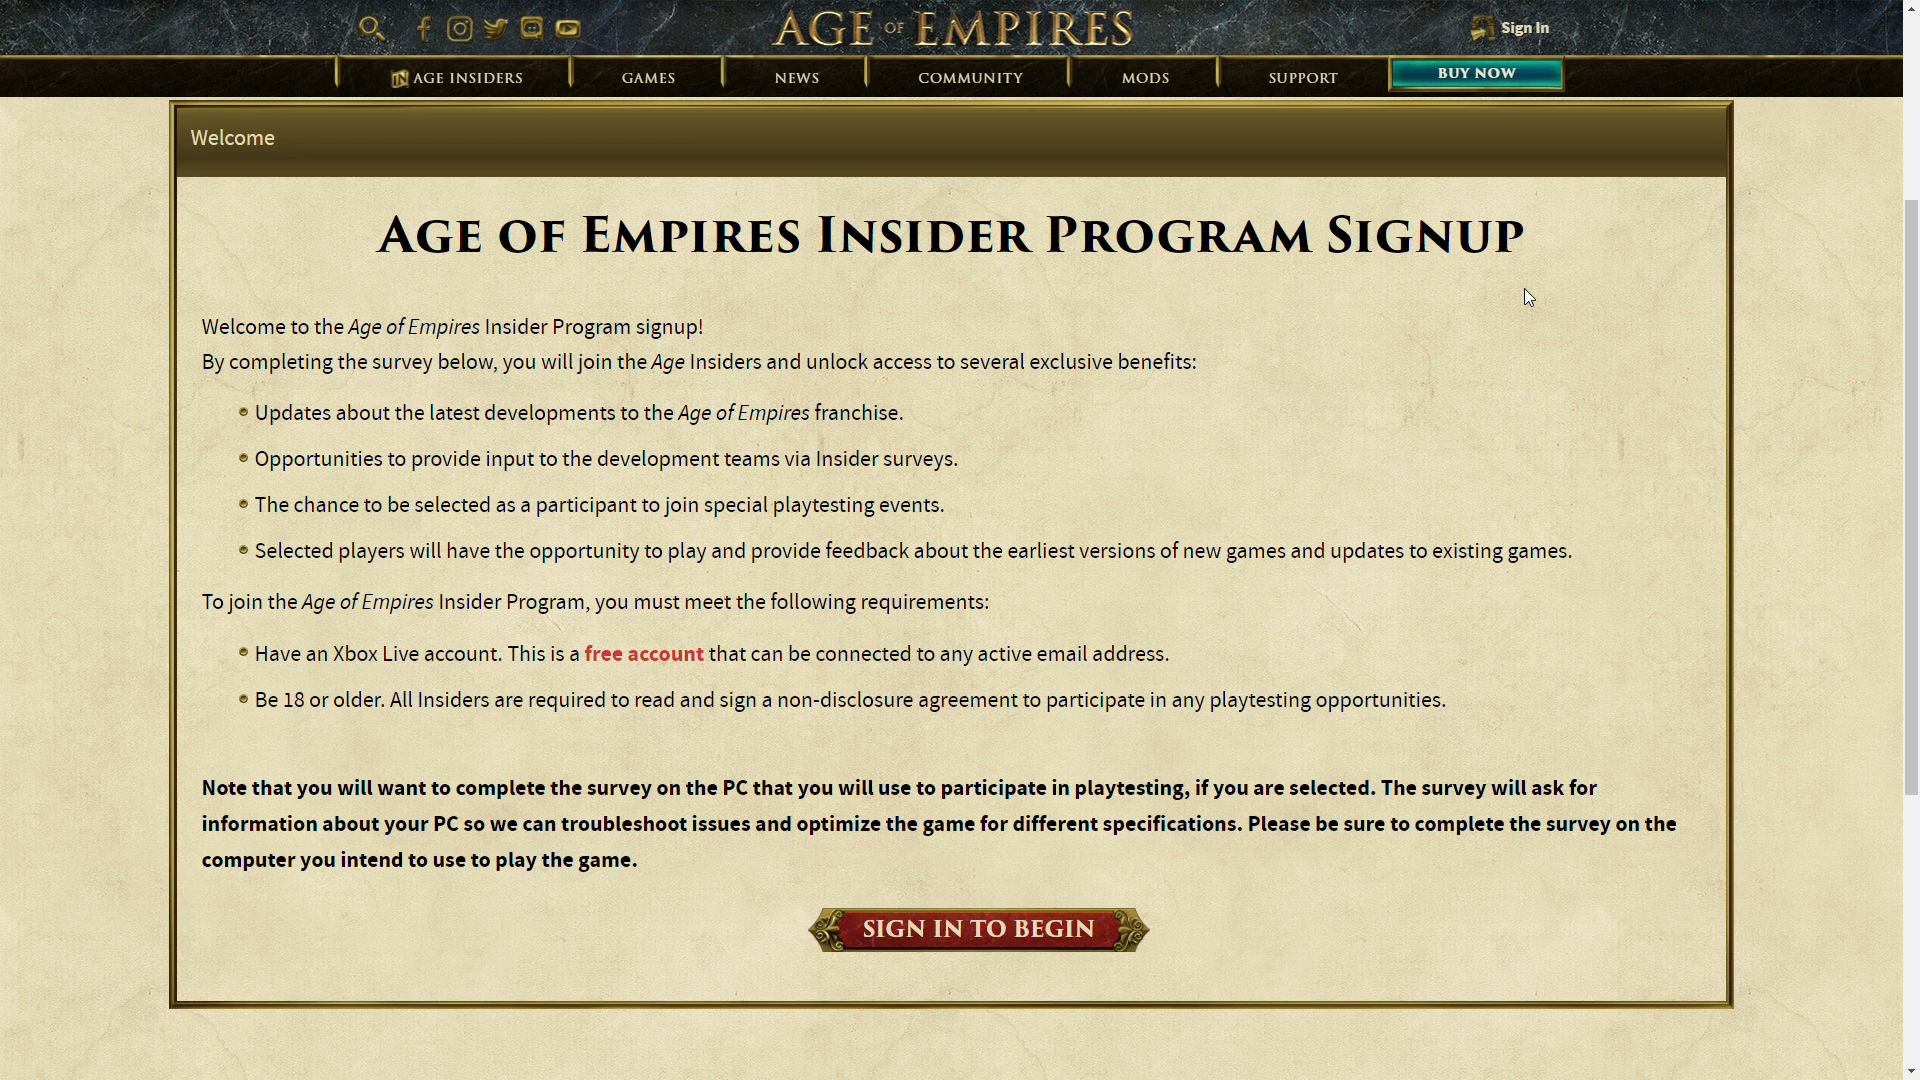 AGE OF EMPIRES
Sign In
AGE INSIDERS
GAMES
NEWS
COMMUNITY
MODS
SUPPORT
BUY NOW
Welcome
Age of Empires Insider Program Signup
Welcome to the Age of Empires Insider Program signup!
By completing the survey below, you will join the Age Insiders and unlock access to several exclusive benefits:
Updates about the latest developments to the Age of Empires franchise.
Opportunities to provide input to the development teams via Insider surveys.
The chance to be selected as a participant to join special playtesting events.
Selected players will have the opportunity to play and provide feedback about the earliest versions of new games and updates to existing games.
To join the Age of Empires Insider Program, you must meet the following requirements:
Have an Xbox Live account. This is a free account that can be connected to any active email address.
Be 18 or older. All Insiders are required to read and sign a non-disclosure agreement to participate in any playtesting opportunities.
Note that you will want to complete the survey on the PC that you will use to participate in playtesting, if you are selected. The survey will ask for
information about your PC so we can troubleshoot issues and optimize the game for different specifications. Please be sure to complete the survey on the
computer you intend to use to play the game.
SIGN IN TO BEGIN